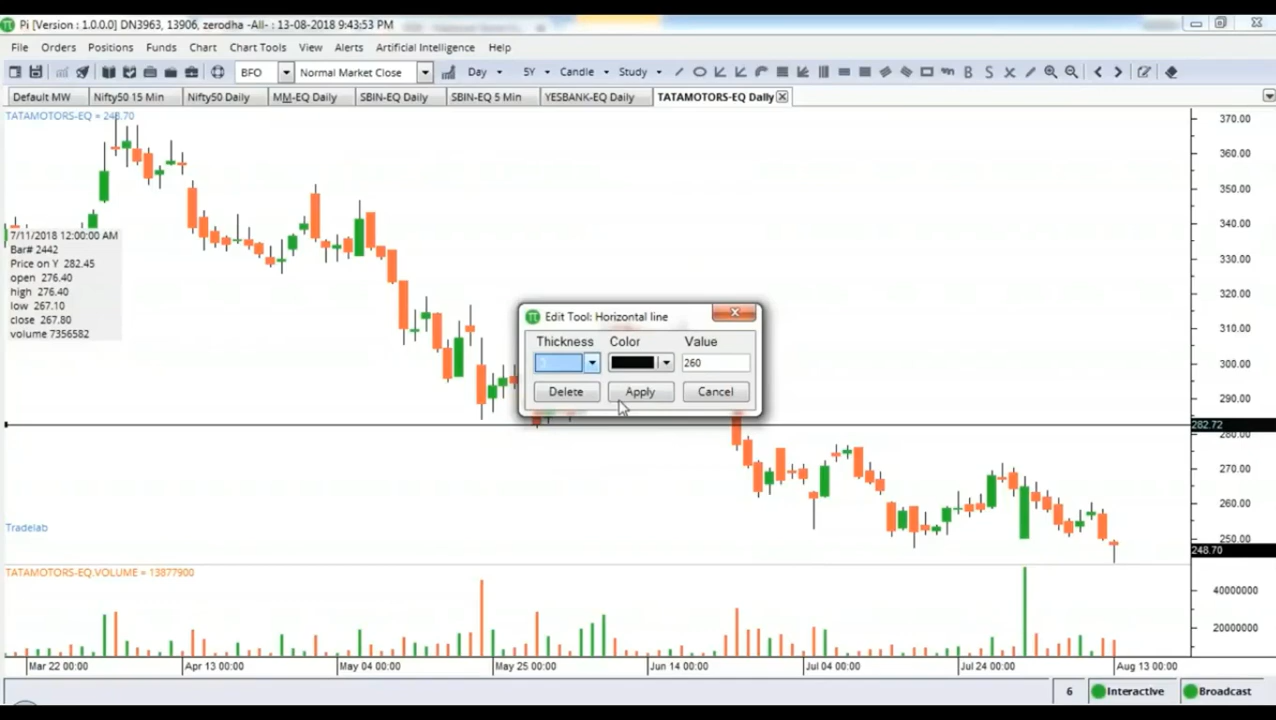 Pi [Version : 1.0.0.0] DN3963, 13906, zerodha -All- : 13-08-2018 9:43:53 PM
File Orders Positions Funds Chart Chart Tools View Alerts Artificial Intelligence Help
BFO Normal Market Close Day 5Y Candle Study B S X
Default MW Nifty50 15 Min Nifty50 Daily MM-EQ Daily SBIN-EQ Daily SBIN-EQ 5 Min YESBANK-EQ Daily TATAMOTORS-EQ Daily
TATAMOTORS-EQ = 248.70
370.00
360.00
350.00
340.00
330.00
320.00
310.00
300.00
290.00
282.72
280.00
270.00
260.00
250.00
248.70
7/11/2018 12:00:00 AM
Bar# 2442
Price on Y 282.45
open 276.40
high 276.40
low 267.10
close 267.80
volume 7356582
Edit Tool: Horizontal line
Thickness Color Value
260
Delete Apply Cancel
Tradelab
TATAMOTORS-EQ.VOLUME = 13877900
40000000
20000000
Mar 22 00:00 Apr 13 00:00 May 04 00:00 May 25 00:00 Jun 14 00:00 Jul 04 00:00 Jul 24 00:00 Aug 13 00:00
6 Interactive Broadcast